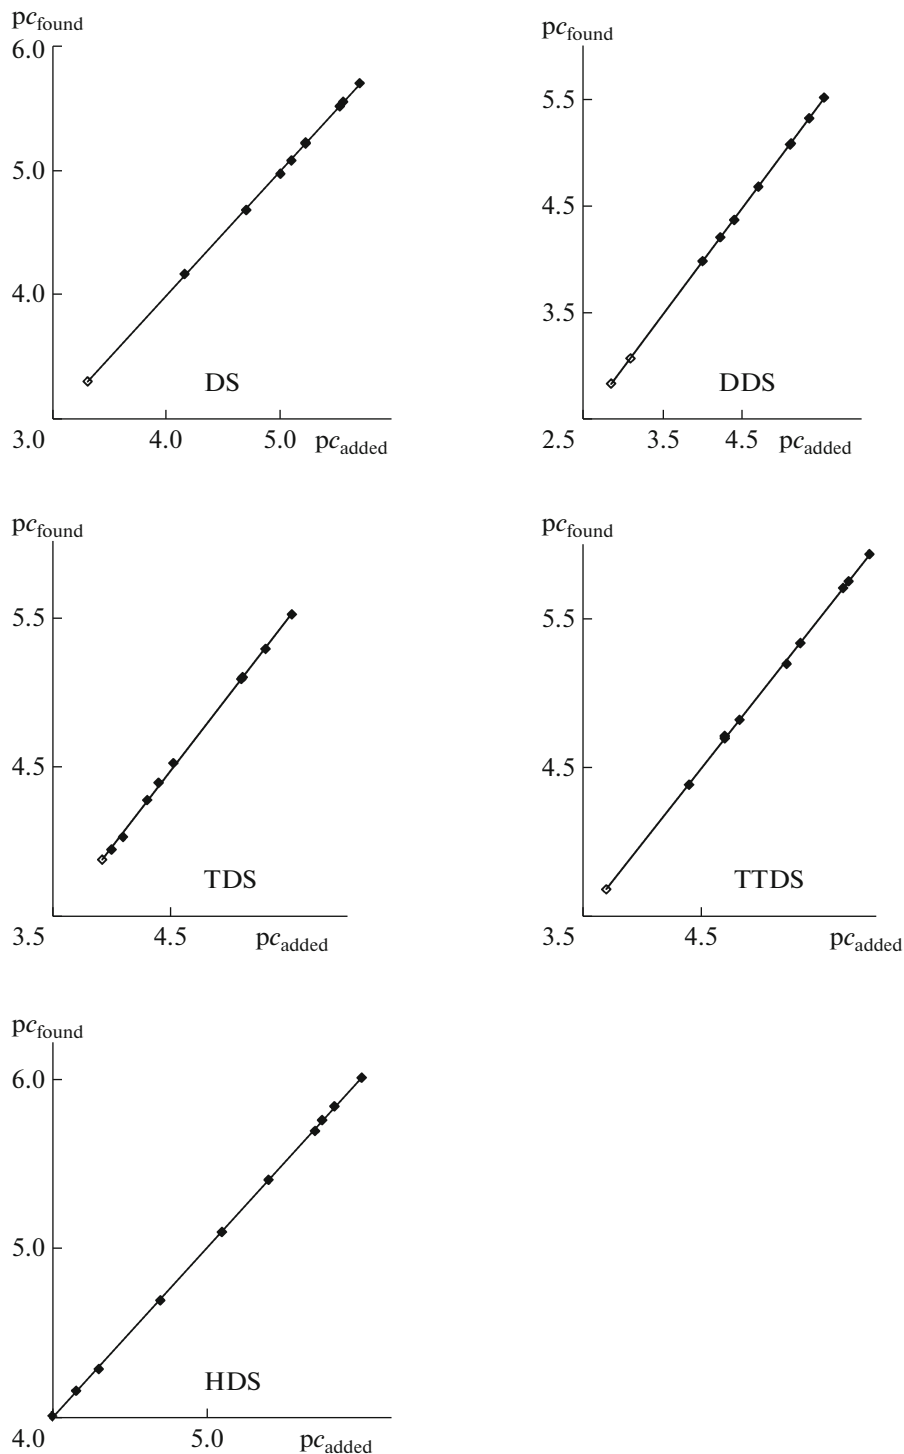 pc_found
6.0
5.0
4.0
3.0
4.0 5.0 pc_added
DS
pc_found
5.5
4.5
3.5
2.5
3.5 4.5 pc_added
DDS
pc_found
5.5
4.5
3.5
4.5 pc_added
TDS
pc_found
5.5
4.5
3.5
4.5 pc_added
TTDS
pc_found
6.0
5.0
4.0
5.0 pc_added
HDS